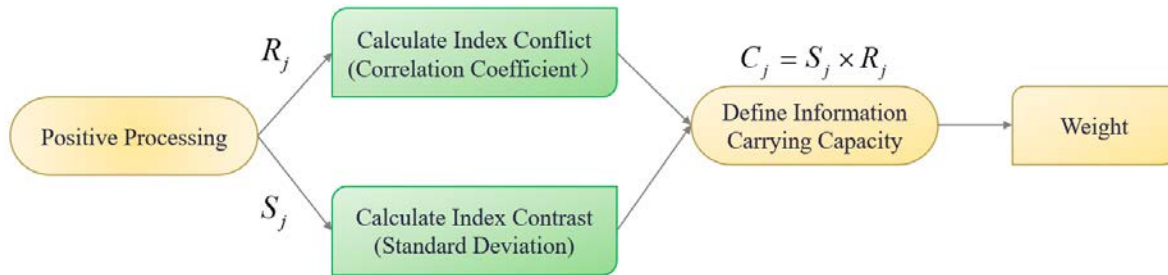 R_j
Calculate Index Conflict
(Correlation Coefficient）
C_j = S_j × R_j
Positive Processing
Define Information
Carrying Capacity
Weight
S_j
Calculate Index Contrast
(Standard Deviation)